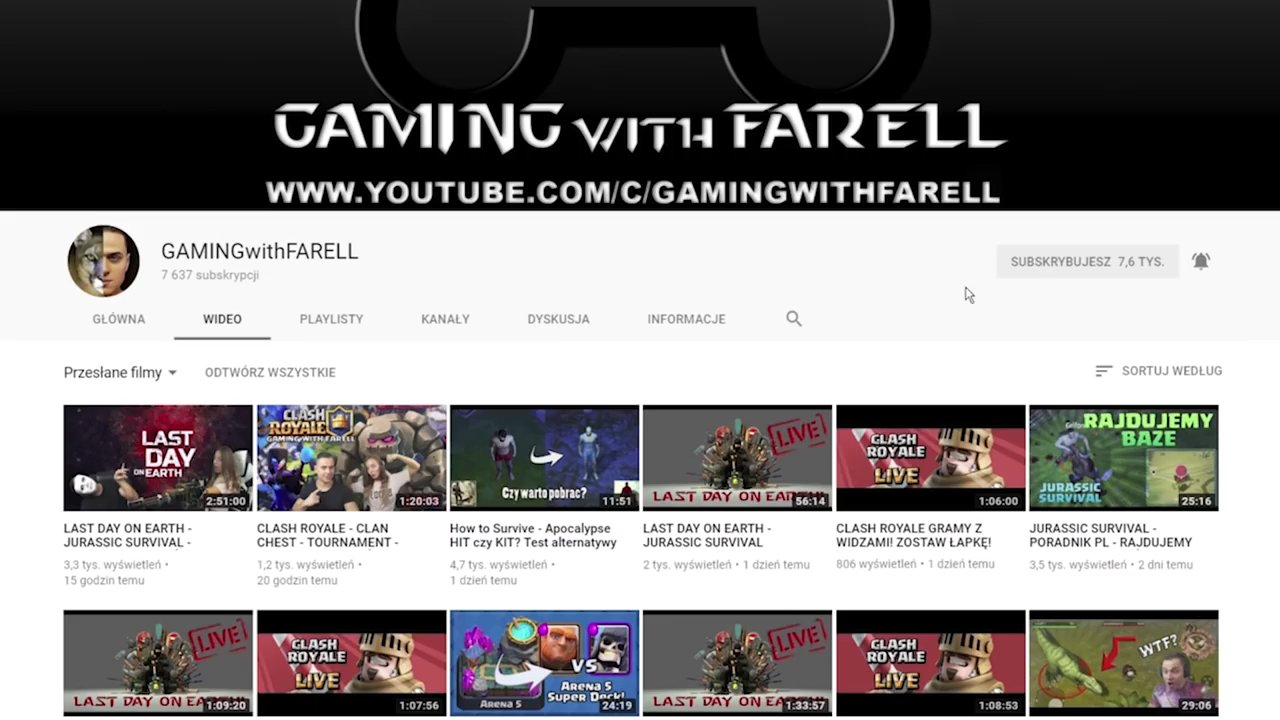 GAMING WITH FARELL
WWW.YOUTUBE.COM/C/GAMINGWITHFARELL
GAMINGwithFARELL
7 637 subskrypcji
SUBSKRYBUJESZ 7,6 TYS.
GŁÓWNA WIDEO PLAYLISTY KANAŁY DYSKUSJA INFORMACJE
Przesłane filmy ODTWÓRZ WSZYSTKIE SORTUJ WEDŁUG
LAST
DAY
ON EARTH
2:51:00
CLASH
ROYALE
GAMING WITH FARELL
1:20:03
Czy warto pobrac?
11:51
LIVE
LAST DAY ON EARTH
56:14
CLASH
ROYALE
LIVE
1:06:00
RAJDUJEMY
BAZE
JURASSIC
SURVIVAL
25:16
LAST DAY ON EARTH -
JURASSIC SURVIVAL -
3,3 tys. wyświetleń •
15 godzin temu
CLASH ROYALE - CLAN
CHEST - TOURNAMENT -
1,2 tys. wyświetleń •
20 godzin temu
How to Survive - Apocalypse
HIT czy KIT? Test alternatywy
4,7 tys. wyświetleń •
1 dzień temu
LAST DAY ON EARTH -
JURASSIC SURVIVAL
2 tys. wyświetleń • 1 dzień temu
CLASH ROYALE GRAMY Z
WIDZAMI! ZOSTAW ŁAPKĘ!
806 wyświetleń • 1 dzień temu
JURASSIC SURVIVAL -
PORADNIK PL - RAJDUJEMY
3,5 tys. wyświetleń • 2 dni temu
LIVE
LAST DAY ON EARTH
1:09:20
CLASH
ROYALE
LIVE
1:07:56
VS
Arena 5
Super Deck!
Arena 5
24:19
LIVE
LAST DAY ON EARTH
1:33:57
CLASH
ROYALE
LIVE
1:08:53
WTF?
29:06